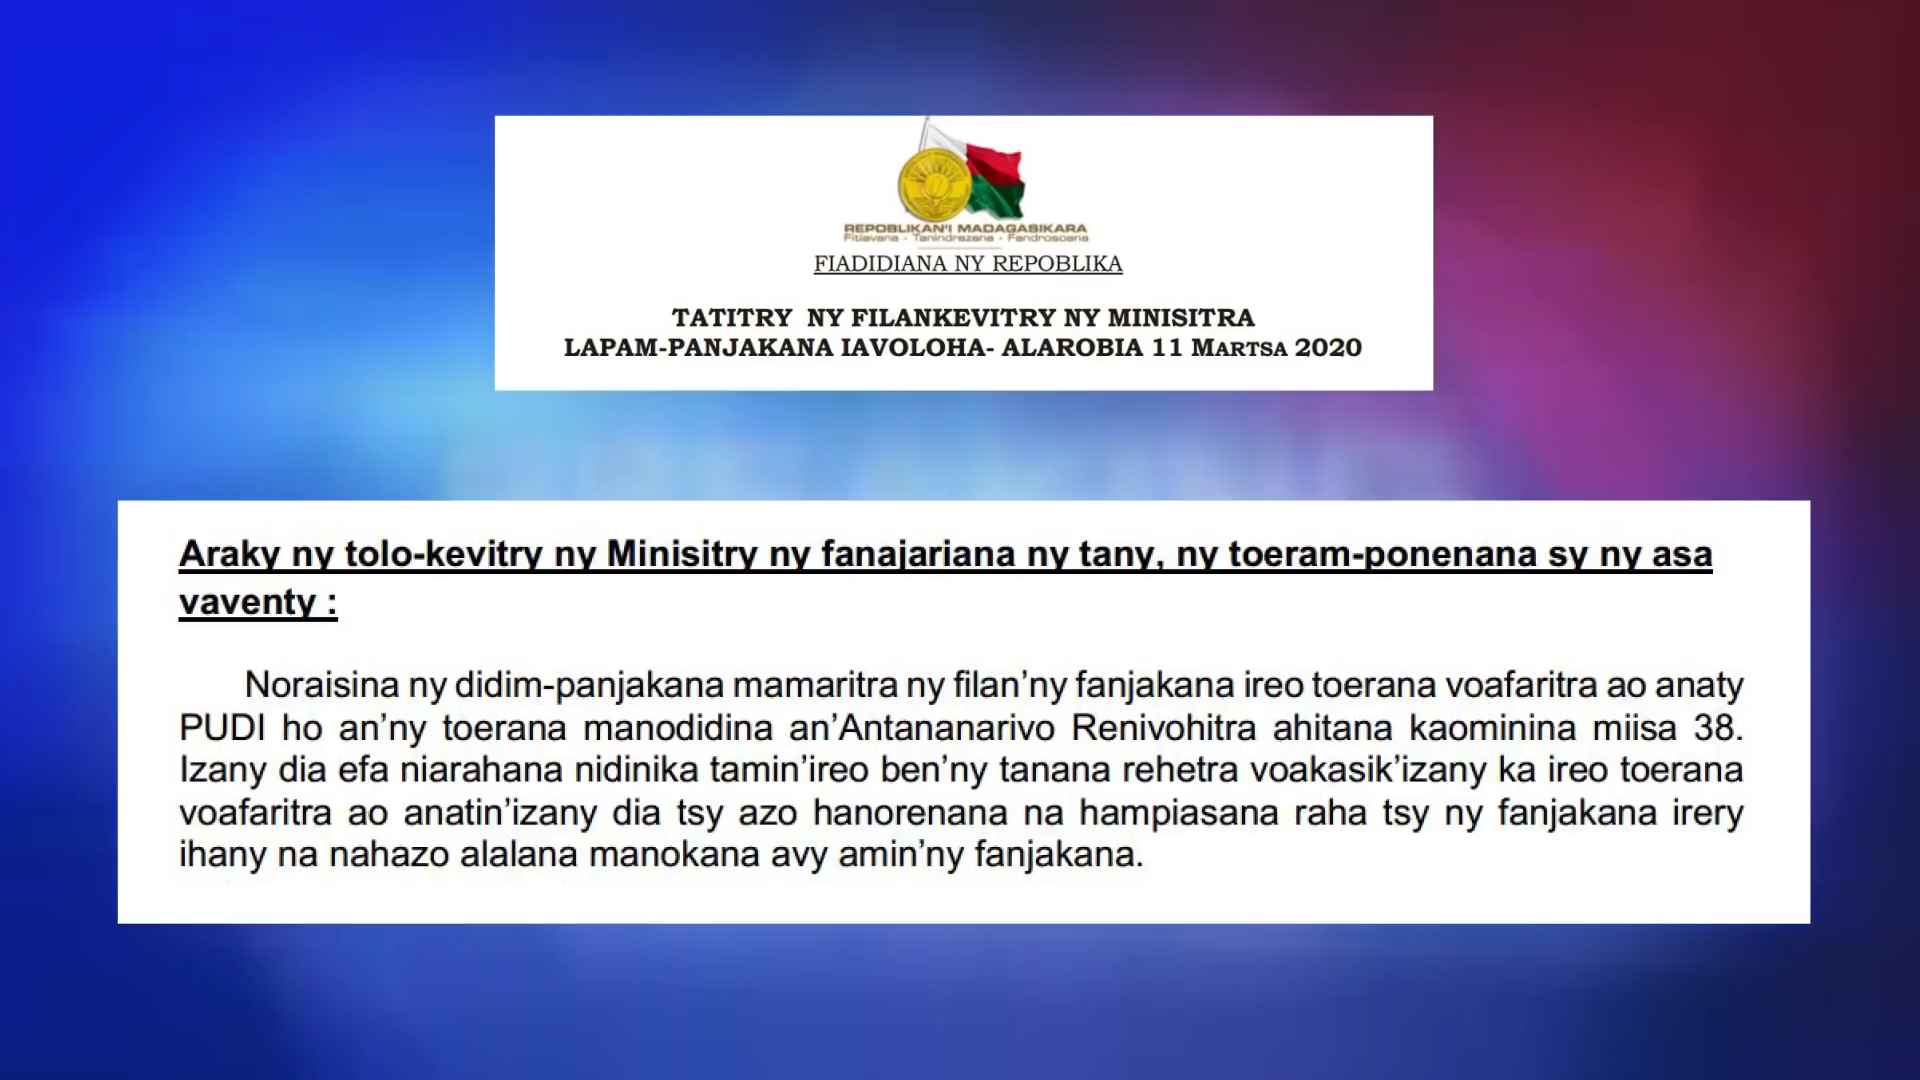 REPOBLIKAN'I MADAGASIKARA
Fitiavana - Tanindrazana - Fandrosoana
FIADIDIANA NY REPOBLIKA
TATITRY NY FILANKEVITRY NY MINISITRA
LAPAM-PANJAKANA IAVOLOHA- ALAROBIA 11 MARTSA 2020
Araky ny tolo-kevitry ny Minisitry ny fanajariana ny tany, ny toeram-ponenana sy ny asa
vaventy :
Noraisina ny didim-panjakana mamaritra ny filan’ny fanjakana ireo toerana voafaritra ao anaty
PUDI ho an’ny toerana manodidina an’Antananarivo Renivohitra ahitana kaominina miisa 38.
Izany dia efa niarahana nidinika tamin’ireo ben’ny tanana rehetra voakasik’izany ka ireo toerana
voafaritra ao anatin’izany dia tsy azo hanorenana na hampiasana raha tsy ny fanjakana irery
ihany na nahazo alalana manokana avy amin’ny fanjakana.